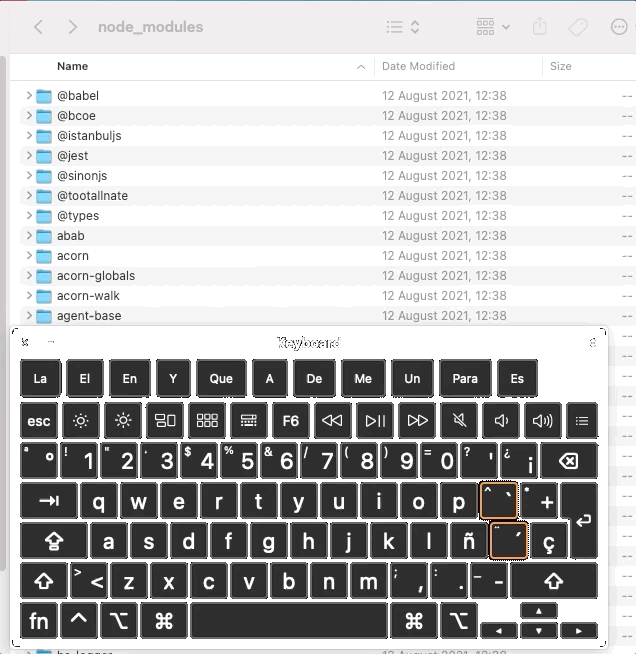 node_modules
Name Date Modified Size
@babel 12 August 2021, 12:38 --
@bcoe 12 August 2021, 12:38 --
@istanbuljs 12 August 2021, 12:38 --
@jest 12 August 2021, 12:38 --
@sinonjs 12 August 2021, 12:38 --
@tootallnate 12 August 2021, 12:38 --
@types 12 August 2021, 12:38 --
abab 12 August 2021, 12:38 --
acorn 12 August 2021, 12:38 --
acorn-globals 12 August 2021, 12:38 --
acorn-walk 12 August 2021, 12:38 --
agent-base 12 August 2021, 12:38 --
Keyboard
La El En Y Que A De Me Un Para Es
esc F6
ª º ! 1 " 2 · 3 $ 4 % 5 & 6 / 7 ( 8 ) 9 = 0 ? ' ¿ ¡
q w e r t y u i o p ^ ` * +
a s d f g h j k l ñ ¨ ´ ç
> < z x c v b n m ; , : . _ -
fn ⌃ ⌥ ⌘ ⌘ ⌥